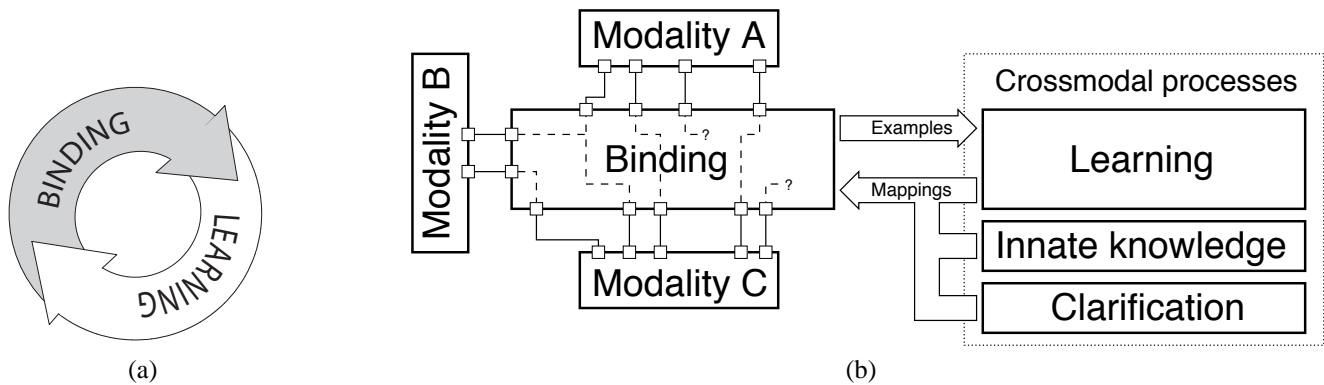 BINDING
LEARNING
(a)
Modality A
Modality B
Binding
?
?
Modality C
Examples
Mappings
Crossmodal processes
Learning
Innate knowledge
Clarification
(b)